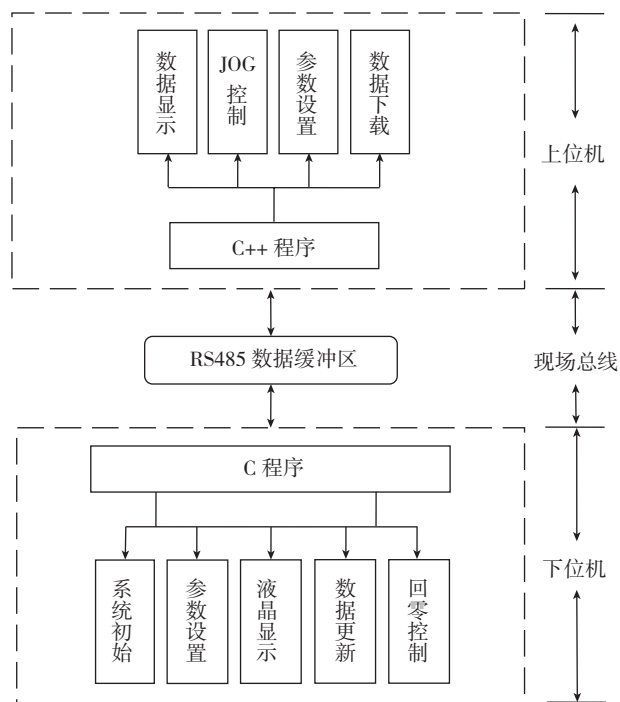 数据显示
JOG控制
参数设置
数据下载
上位机
C++ 程序
RS485 数据缓冲区
现场总线
C 程序
系统初始
参数设置
液晶显示
数据更新
回零控制
下位机